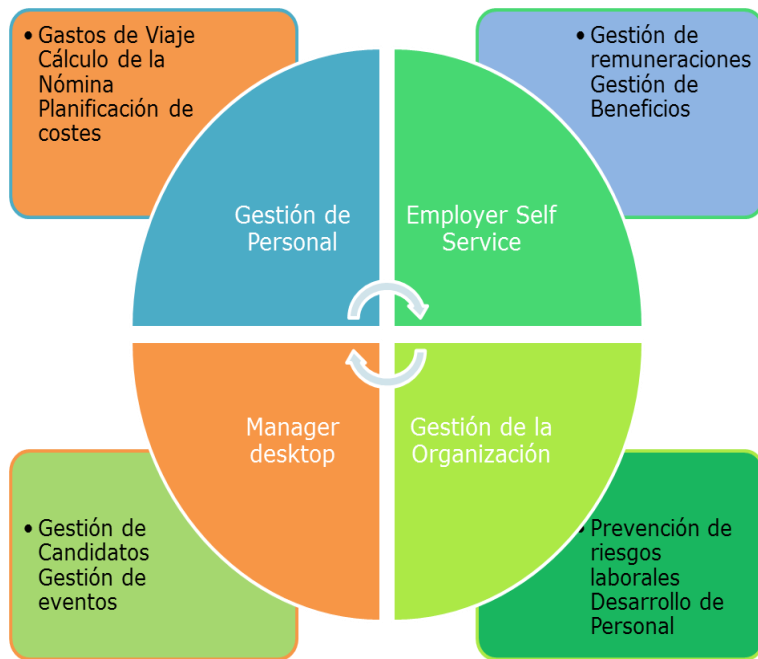 • Gastos de Viaje
Cálculo de la
Nómina
Planificación de
costes
• Gestión de
remuneraciones
Gestión de
Beneficios
Gestión de
Personal
Employer Self
Service
Manager
desktop
Gestión de la
Organización
• Gestión de
Candidatos
Gestión de
eventos
• Prevención de
riesgos
laborales
Desarrollo de
Personal